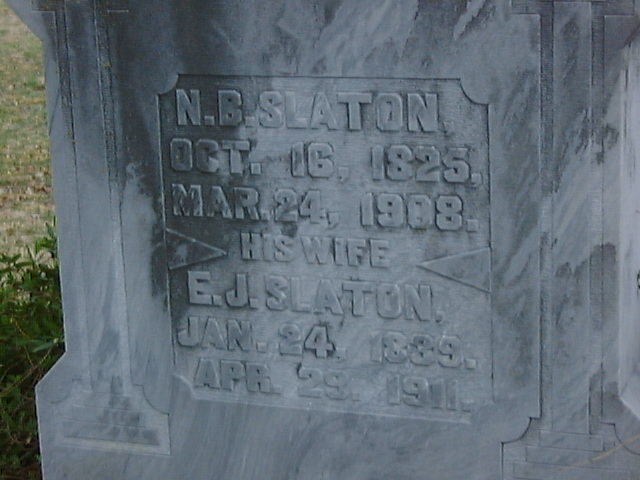 N.B. SLATON,
OCT. 16, 1825,
MAR. 24, 1908.
HIS WIFE
E.J. SLATON,
JAN. 24, 1839.
APR. 29, 1911.